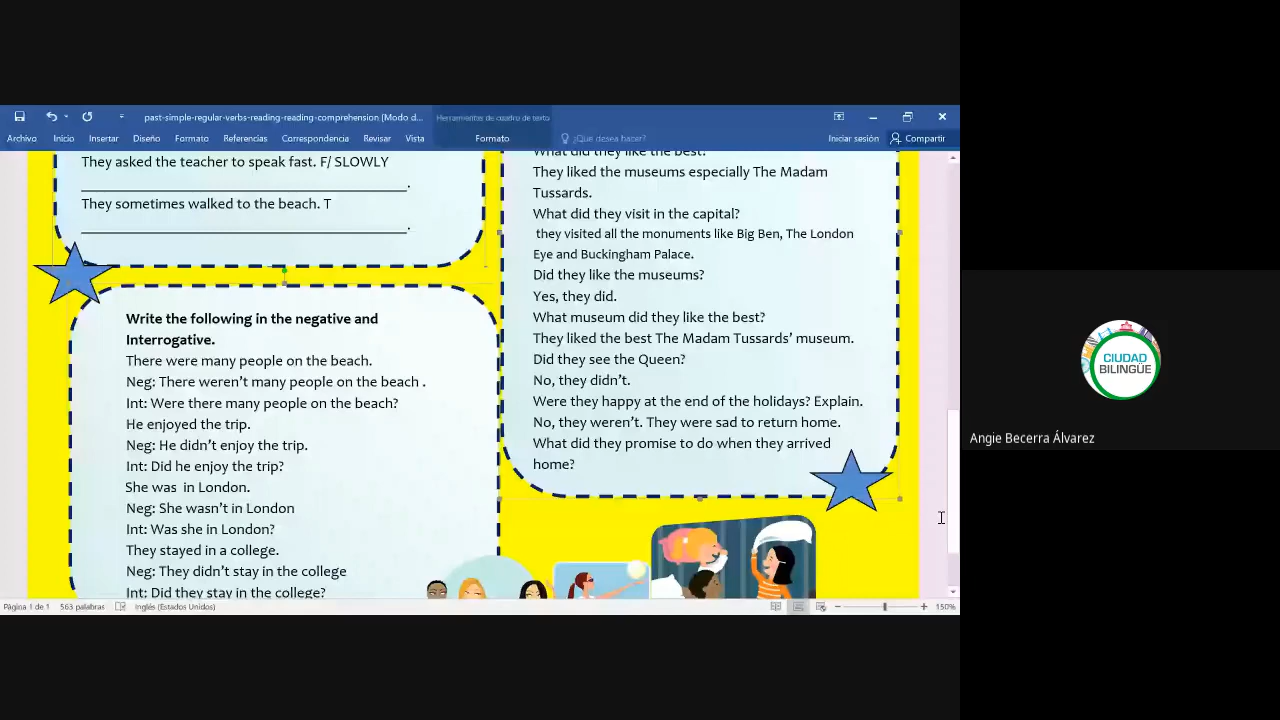 past-simple-regular-verbs-reading-reading-comprehension (Modo d...
Herramientas de cuadro de texto
Archivo Inicio Insertar Diseño Formato Referencias Correspondencia Revisar Vista Formato ¿Qué desea hacer? Iniciar sesión Compartir
They asked the teacher to speak fast. F/ SLOWLY
.
They sometimes walked to the beach. T
.
Write the following in the negative and
Interrogative.
There were many people on the beach.
Neg: There weren’t many people on the beach .
Int: Were there many people on the beach?
He enjoyed the trip.
Neg: He didn’t enjoy the trip.
Int: Did he enjoy the trip?
She was  in London.
Neg: She wasn’t in London
Int: Was she in London?
They stayed in a college.
Neg: They didn’t stay in the college
Int: Did they stay in the college?
What did they like the best?
They liked the museums especially The Madam
Tussards.
What did they visit in the capital?
they visited all the monuments like Big Ben, The London
Eye and Buckingham Palace.
Did they like the museums?
Yes, they did.
What museum did they like the best?
They liked the best The Madam Tussards’ museum.
Did they see the Queen?
No, they didn’t.
Were they happy at the end of the holidays? Explain.
No, they weren’t. They were sad to return home.
What did they promise to do when they arrived
home?
Página 1 de 1 563 palabras Inglés (Estados Unidos) 150%
CIUDAD
BILINGÜE
Angie Becerra Álvarez